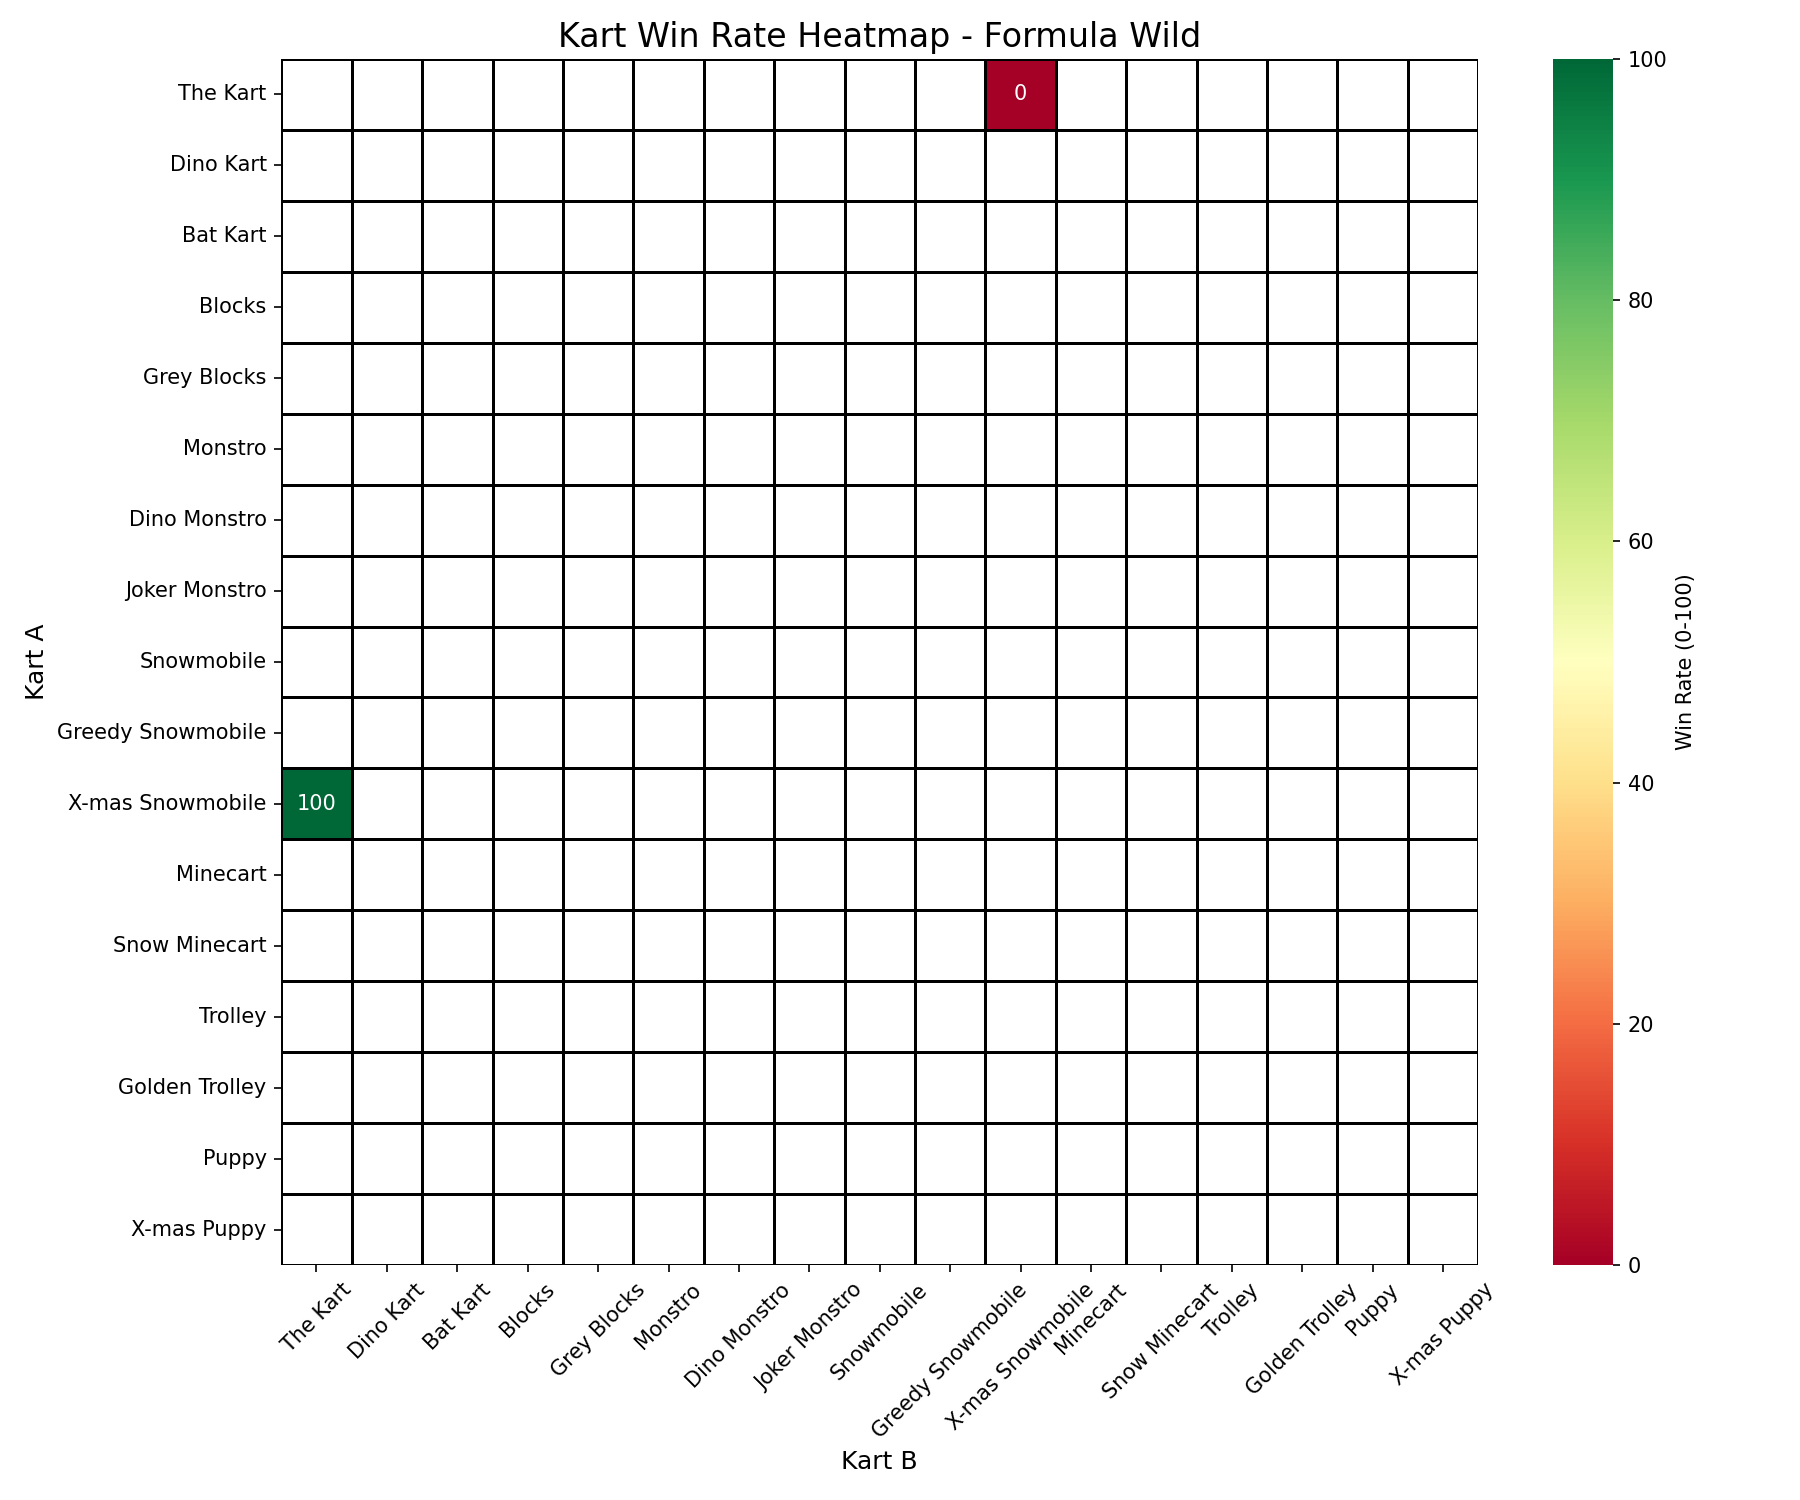 Kart Win Rate Heatmap - Formula Wild
The Kart
Dino Kart
Bat Kart
Blocks
Grey Blocks
Monstro
Dino Monstro
Joker Monstro
Snowmobile
Greedy Snowmobile
X-mas Snowmobile
Minecart
Snow Minecart
Trolley
Golden Trolley
Puppy
X-mas Puppy
Kart A
0
100
The Kart
Dino Kart
Bat Kart
Blocks
Grey Blocks
Monstro
Dino Monstro
Joker Monstro
Snowmobile
Greedy Snowmobile
X-mas Snowmobile
Minecart
Snow Minecart
Trolley
Golden Trolley
Puppy
X-mas Puppy
Kart B
100
80
60
40
20
0
Win Rate (0-100)